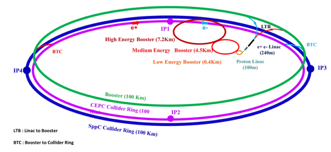 e+
IP1
e-
LTB
High Energy Booster (7.2Km)
Medium Energy Booster (4.5Km)
Low Energy Booster (0.4Km)
e+ e- Linac
(240m)
Proton Linac
(100m)
BTC
BTC
IP4
IP3
Booster (100 Km)
CEPC Collider Ring (100 Km)
IP2
SppC Collider Ring (100 Km)
LTB : Linac to Booster
BTC : Booster to Collider Ring